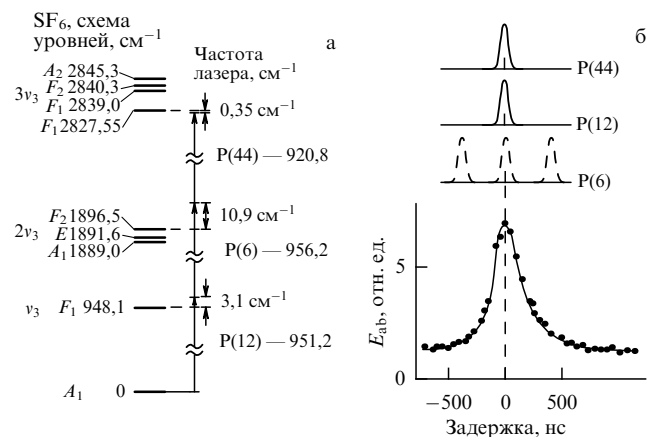 SF₆, схема
уровней, см⁻¹
а
Частота
лазера, см⁻¹
A₂ 2845,3
F₂ 2840,3
3ν₃
F₁ 2839,0
F₁ 2827,55
0,35 см⁻¹
P(44) — 920,8
F₂ 1896,5
10,9 см⁻¹
2ν₃
E 1891,6
A₁ 1889,0
P(6) — 956,2
3,1 см⁻¹
ν₃ F₁ 948,1
P(12) — 951,2
A₁ 0
б
P(44)
P(12)
P(6)
Eab, отн. ед.
5
0
−500 0 500
Задержка, нс